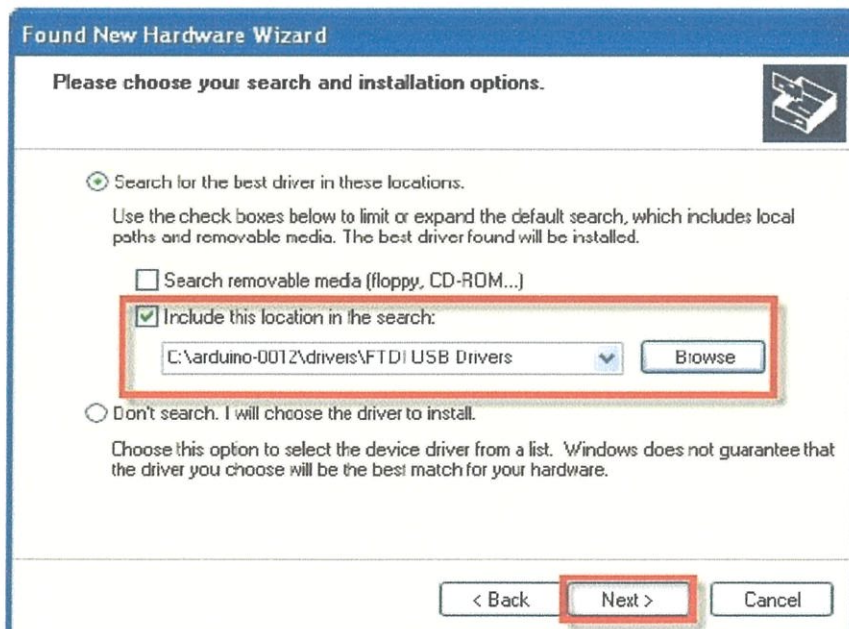 Found New Hardware Wizard
Please choose your search and installation options.
Search for the best driver in these locations.
Use the check boxes below to limit or expand the default search, which includes local
paths and removable media. The best driver found will be installed.
Search removable media (floppy, CD-ROM...)
Include this location in the search:
C:\arduino-0012\drivers\FTDI USB Drivers
Browse
Don't search. I will choose the driver to install.
Choose this option to select the device driver from a list. Windows does not guarantee that
the driver you choose will be the best match for your hardware.
< Back
Next >
Cancel